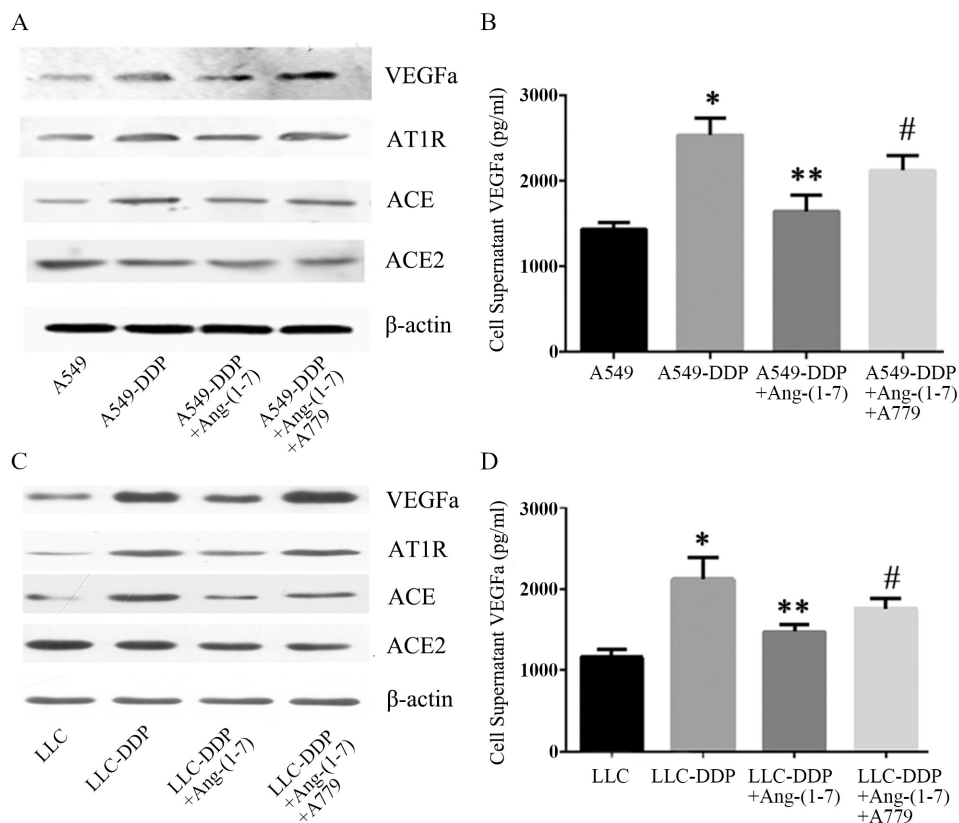 A
VEGFa
AT1R
ACE
ACE2
β-actin
A549
A549-DDP
A549-DDP
+Ang-(1-7)
A549-DDP
+Ang-(1-7)
+A779
B
Cell Supernatant VEGFa (pg/ml)
3000
2000
1000
0
*
**
#
A549
A549-DDP
A549-DDP
+Ang-(1-7)
A549-DDP
+Ang-(1-7)
+A779
C
VEGFa
AT1R
ACE
ACE2
β-actin
LLC
LLC-DDP
LLC-DDP
+Ang-(1-7)
LLC-DDP
+Ang-(1-7)
+A779
D
Cell Supernatant VEGFa (pg/ml)
3000
2000
1000
0
*
**
#
LLC
LLC-DDP
LLC-DDP
+Ang-(1-7)
LLC-DDP
+Ang-(1-7)
+A779